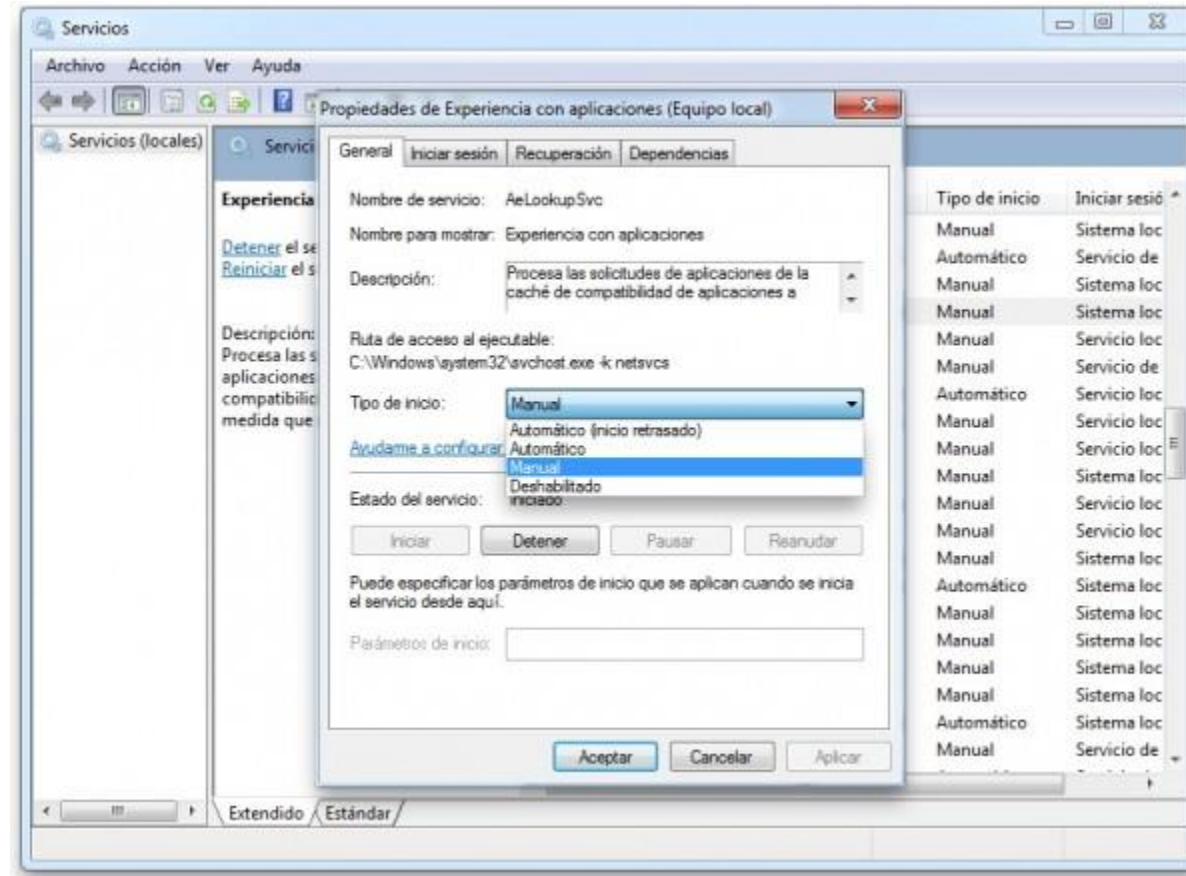 Servicios
Archivo Acción Ver Ayuda
Servicios (locales)
Servici
Experiencia
Detener el se
Reiniciar el s
Descripción:
Procesa las s
aplicaciones
compatibilid
medida que
Propiedades de Experiencia con aplicaciones (Equipo local)
General Iniciar sesión Recuperación Dependencias
Nombre de servicio: AeLookupSvc
Nombre para mostrar: Experiencia con aplicaciones
Descripción: Procesa las solicitudes de aplicaciones de la
caché de compatibilidad de aplicaciones a
Ruta de acceso al ejecutable:
C:\Windows\system32\svchost.exe -k netsvcs
Tipo de inicio: Manual
Automático (inicio retrasado)
Ayudarme a configurar Automático
Manual
Deshabilitado
Estado del servicio: Iniciado
Iniciar Detener Pausar Reanudar
Puede especificar los parámetros de inicio que se aplican cuando se inicia
el servicio desde aquí.
Parámetros de inicio:
Aceptar Cancelar Aplicar
Tipo de inicio Iniciar sesió
Manual Sistema loc
Automático Servicio de
Manual Sistema loc
Manual Sistema loc
Manual Servicio loc
Manual Servicio de
Automático Servicio loc
Manual Servicio loc
Manual Servicio loc
Manual Sistema loc
Manual Servicio loc
Manual Servicio loc
Manual Sistema loc
Automático Sistema loc
Manual Sistema loc
Manual Sistema loc
Manual Sistema loc
Manual Sistema loc
Automático Sistema loc
Manual Servicio de
Extendido Estándar